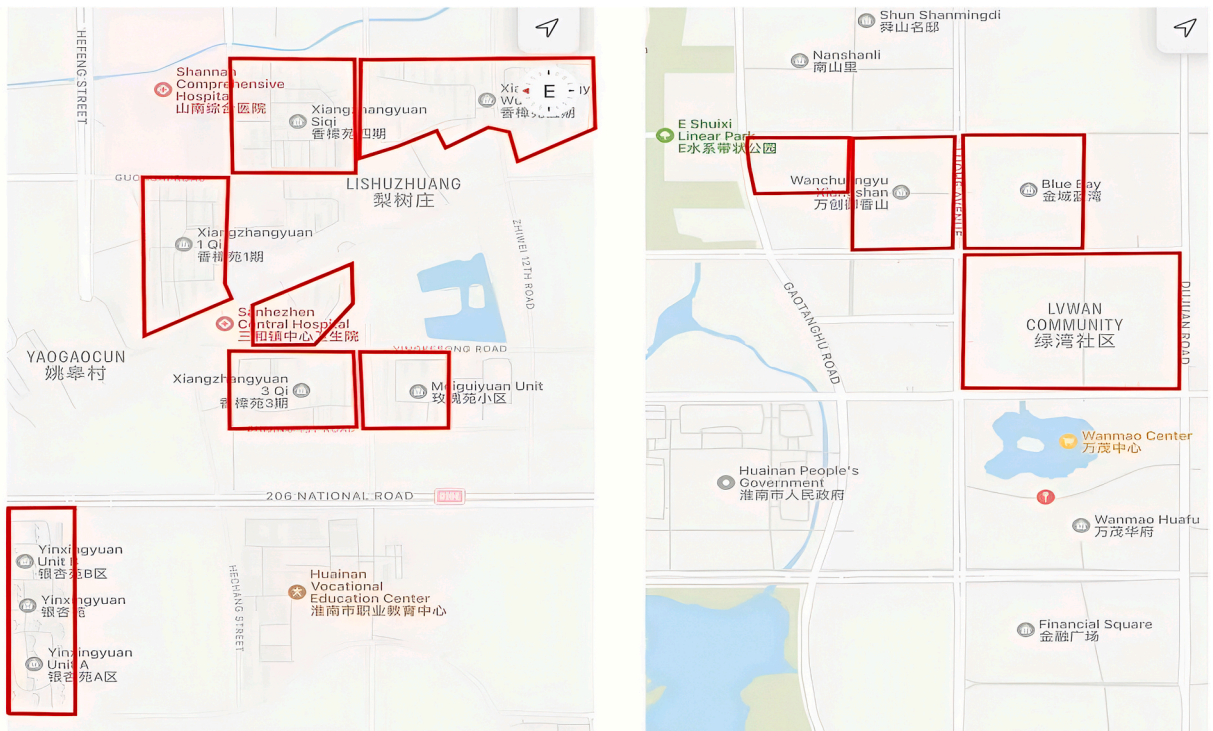 HEFENG STREET
Shannan
Comprehensive
Hospital
山南综合医院
Xiangzhangyuan
Siqi
香樟苑四期
E
LISHUZHUANG
梨树庄
Xiangzhangyuan
1 Qi
香樟苑1期
ZHIWEI 12TH ROAD
Sanhezhen
Central Hospital
三和镇中心卫生院
YAOGAOCUN
姚皋村
Xiangzhangyuan
3 Qi
香樟苑3期
Meiguiyuan Unit
玫瑰苑小区
206 NATIONAL ROAD
Yinxingyuan
Unit B
银杏苑B区
Yinxingyuan
银杏苑
Yinxingyuan
Unit A
银杏苑A区
HECHANG STREET
Huainan
Vocational
Education Center
淮南市职业教育中心
Shun Shanmingdi
舜山名邸
Nanshanli
南山里
E Shuixi
Linear Park
E水系带状公园
万创御香山
Blue Bay
金域蓝湾
GAOTANGHU ROAD
LVWAN
COMMUNITY
绿湾社区
DUJUAN ROAD
Wanmao Center
万茂中心
Huainan People's
Government
淮南市人民政府
Wanmao Huafu
万茂华府
Financial Square
金融广场